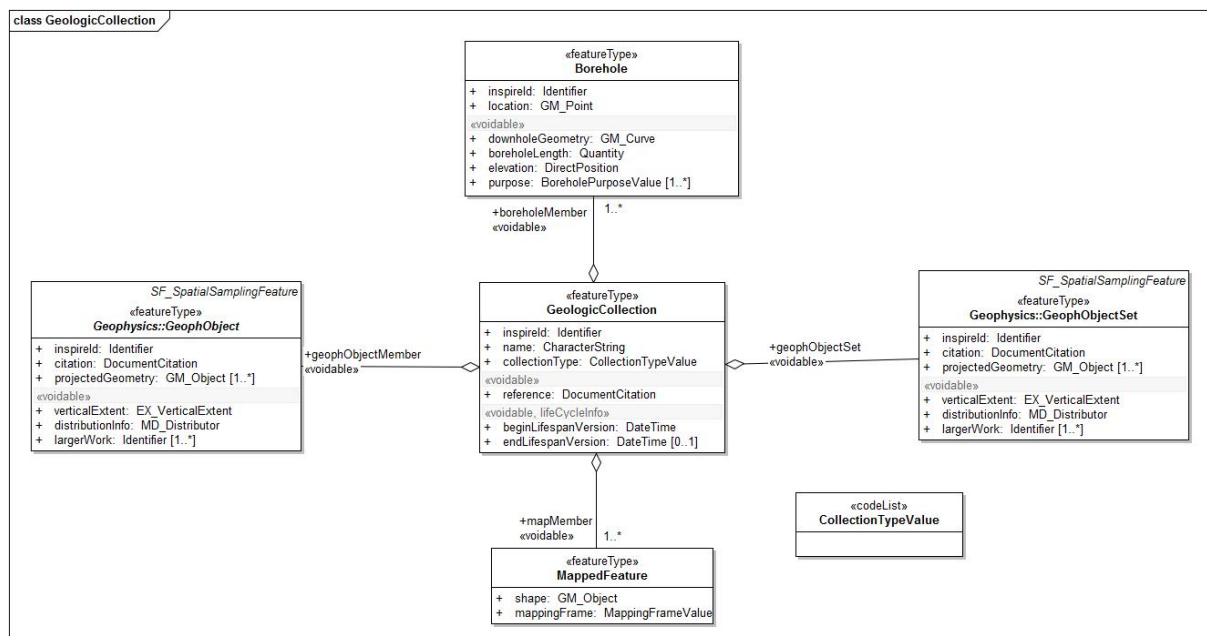 class GeologicCollection
«featureType»
Borehole
+ inspireId: Identifier
+ location: GM_Point
«voidable»
+ downholeGeometry: GM_Curve
+ boreholeLength: Quantity
+ elevation: DirectPosition
+ purpose: BoreholePurposeValue [1..*]
+boreholeMember
«voidable»
1..*
SF_SpatialSamplingFeature
«featureType»
Geophysics::GeophObject
+ inspireId: Identifier
+ citation: DocumentCitation
+ projectedGeometry: GM_Object [1..*]
«voidable»
+ verticalExtent: EX_VerticalExtent
+ distributionInfo: MD_Distributor
+ largerWork: Identifier [1..*]
+geophObjectMember
«voidable»
«featureType»
GeologicCollection
+ inspireId: Identifier
+ name: CharacterString
+ collectionType: CollectionTypeValue
«voidable»
+ reference: DocumentCitation
«voidable, lifeCycleInfo»
+ beginLifespanVersion: DateTime
+ endLifespanVersion: DateTime [0..1]
+geophObjectSet
«voidable»
SF_SpatialSamplingFeature
«featureType»
Geophysics::GeophObjectSet
+ inspireId: Identifier
+ citation: DocumentCitation
+ projectedGeometry: GM_Object [1..*]
«voidable»
+ verticalExtent: EX_VerticalExtent
+ distributionInfo: MD_Distributor
+ largerWork: Identifier [1..*]
+mapMember
«voidable»
1..*
«featureType»
MappedFeature
+ shape: GM_Object
+ mappingFrame: MappingFrameValue
«codeList»
CollectionTypeValue